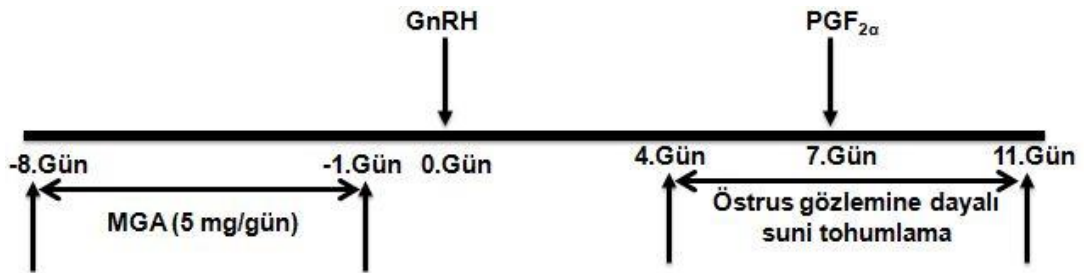 GnRH
PGF2α
-8.Gün
-1.Gün
0.Gün
4.Gün
7.Gün
11.Gün
MGA (5 mg/gün)
Östrus gözlemine dayalı
suni tohumlama